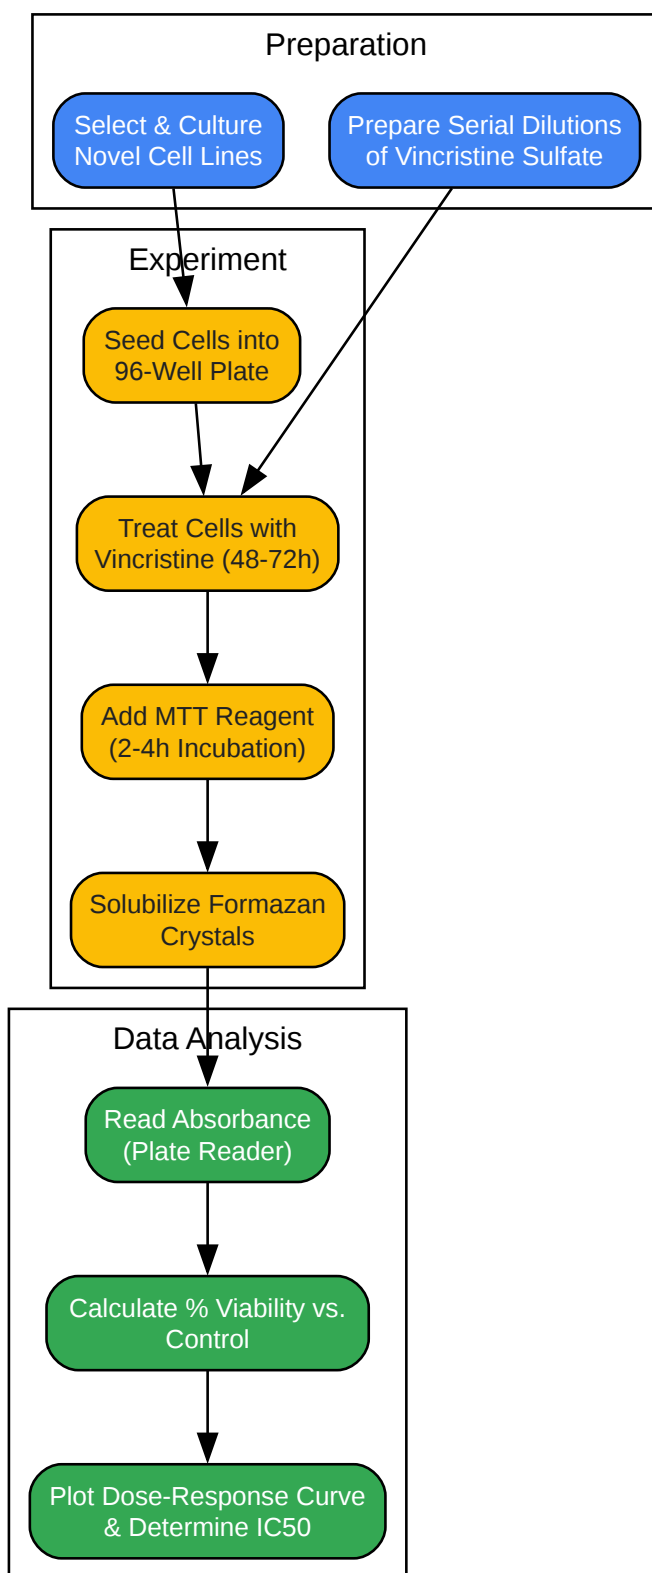 Preparation
Select & Culture
Novel Cell Lines
Prepare Serial Dilutions
of Vincristine Sulfate
Experiment
Seed Cells into
96-Well Plate
Treat Cells with
Vincristine (48-72h)
Add MTT Reagent
(2-4h Incubation)
Solubilize Formazan
Crystals
Data Analysis
Read Absorbance
(Plate Reader)
Calculate % Viability vs.
Control
Plot Dose-Response Curve
& Determine IC50